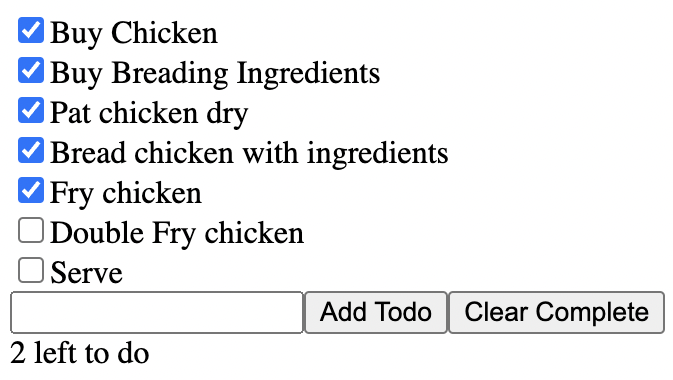 Buy Chicken
Buy Breading Ingredients
Pat chicken dry
Bread chicken with ingredients
Fry chicken
Double Fry chicken
Serve
Add Todo Clear Complete
2 left to do